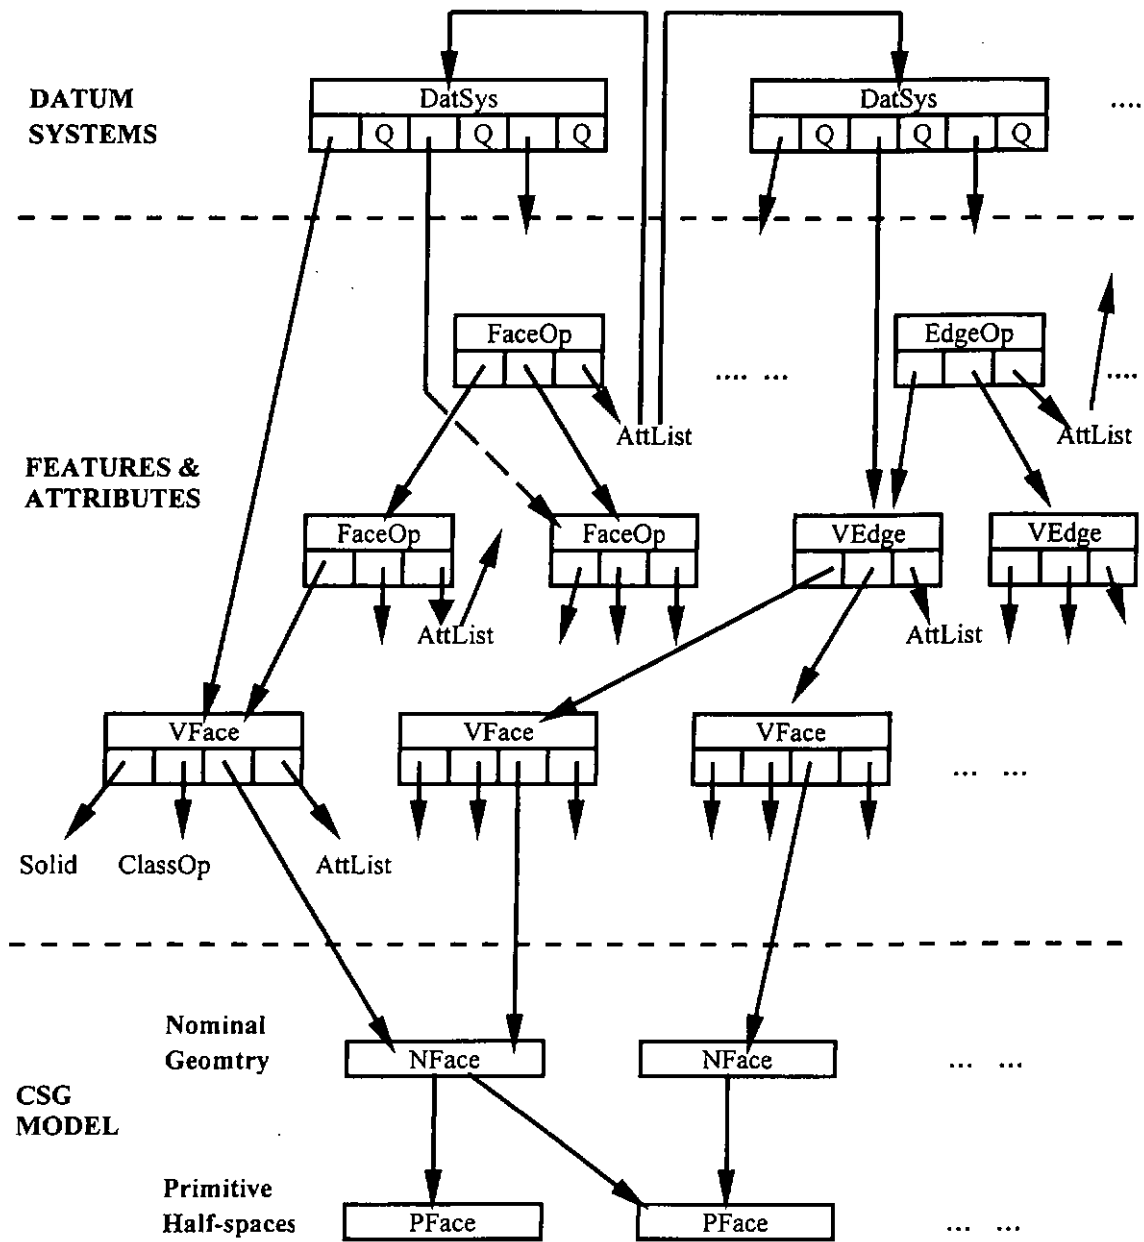 DATUM
SYSTEMS
DatSys
Q Q Q
DatSys
Q Q Q
....
FEATURES &
ATTRIBUTES
FaceOp
.... ...
EdgeOp
....
AttList
AttList
FaceOp
FaceOp
VEdge
VEdge
AttList
AttList
VFace
VFace
VFace
... ...
Solid
ClassOp
AttList
CSG
MODEL
Nominal
Geomtry
NFace
NFace
... ...
Primitive
Half-spaces
PFace
PFace
... ...